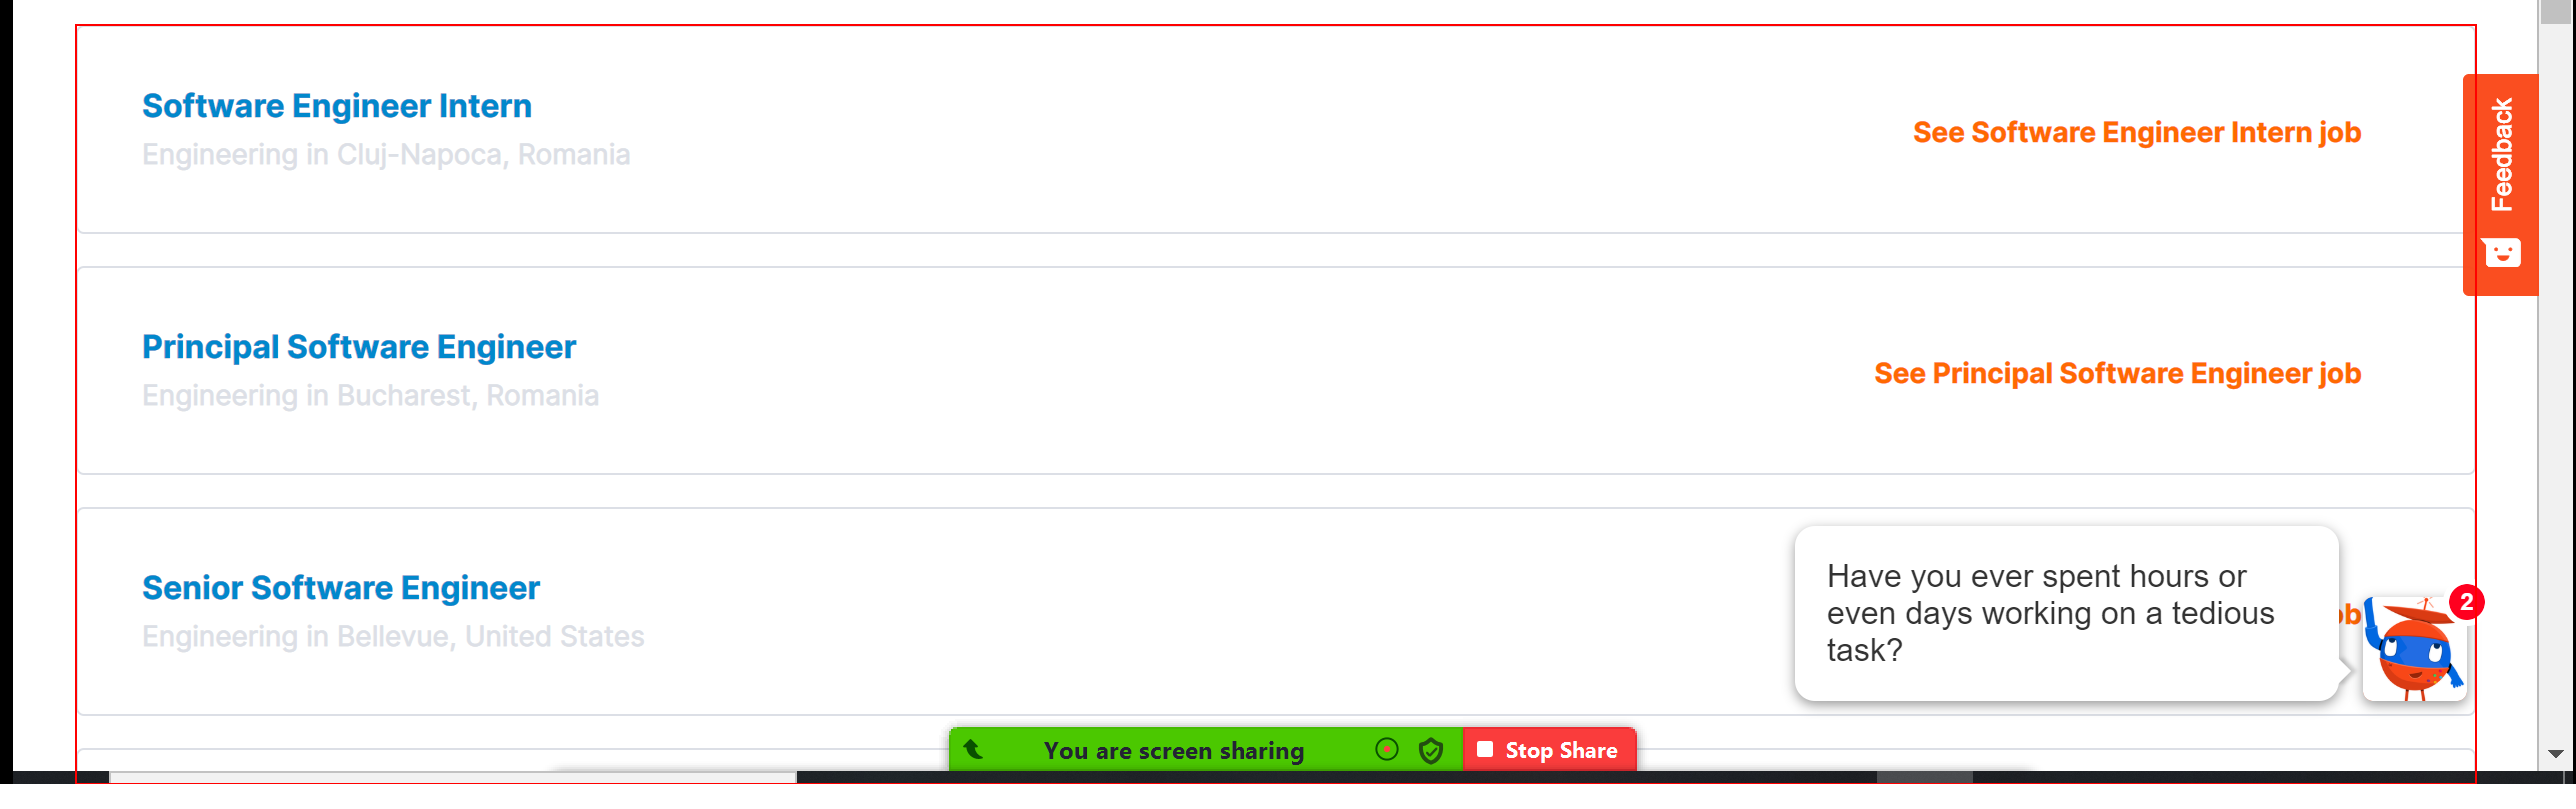 Software Engineer Intern
Engineering in Cluj-Napoca, Romania
See Software Engineer Intern job
Feedback
Principal Software Engineer
Engineering in Bucharest, Romania
See Principal Software Engineer job
Senior Software Engineer
Engineering in Bellevue, United States
Have you ever spent hours or
even days working on a tedious
task?
2
You are screen sharing
Stop Share